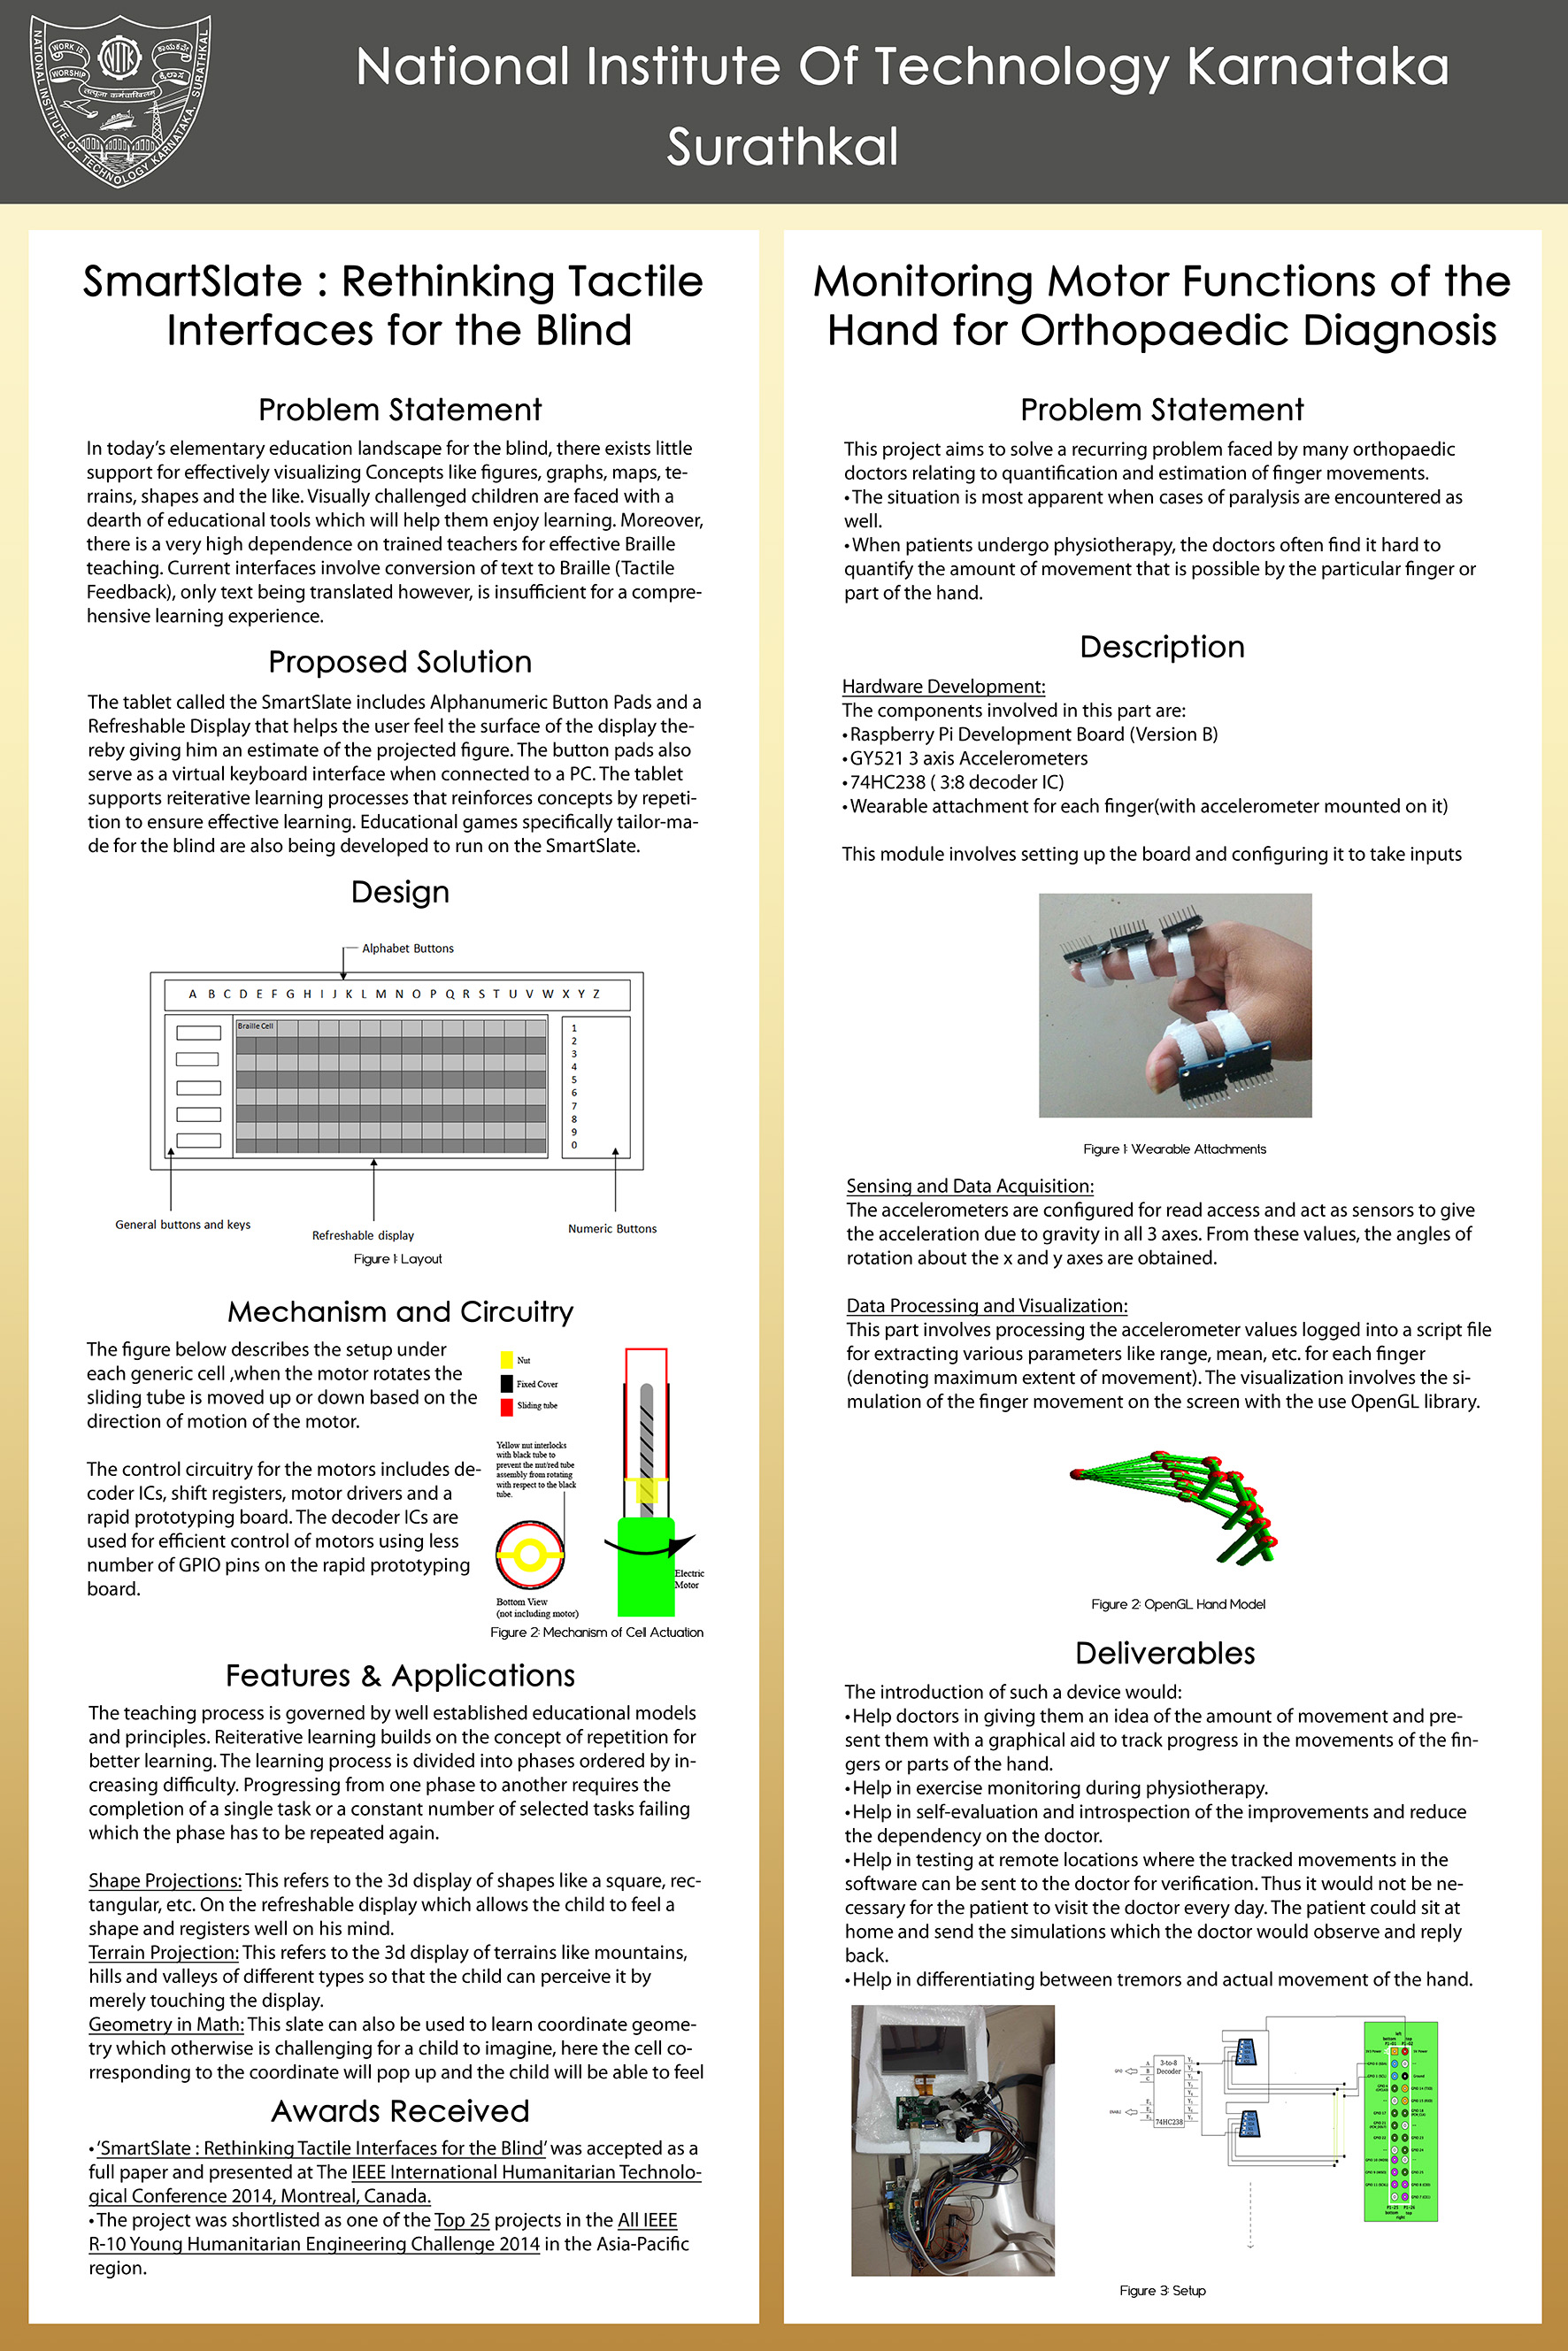 NATIONAL INSTITUTE OF TECHNOLOGY KARNATAKA, SURATHKAL
WORK IS
WORSHIP
NITK
National Institute Of Technology Karnataka
Surathkal
SmartSlate : Rethinking Tactile
Interfaces for the Blind
Problem Statement
In today's elementary education landscape for the blind, there exists little
support for effectively visualizing Concepts like figures, graphs, maps, te-
rrains, shapes and the like. Visually challenged children are faced with a
dearth of educational tools which will help them enjoy learning. Moreover,
there is a very high dependence on trained teachers for effective Braille
teaching. Current interfaces involve conversion of text to Braille (Tactile
Feedback), only text being translated however, is insufficient for a compre-
hensive learning experience.
Proposed Solution
The tablet called the SmartSlate includes Alphanumeric Button Pads and a
Refreshable Display that helps the user feel the surface of the display the-
reby giving him an estimate of the projected figure. The button pads also
serve as a virtual keyboard interface when connected to a PC. The tablet
supports reiterative learning processes that reinforces concepts by repeti-
tion to ensure effective learning. Educational games specifically tailor-ma-
de for the blind are also being developed to run on the SmartSlate.
Design
Alphabet Buttons
A B C D E F G H I J K L M N O P Q R S T U V W X Y Z
Braille Cell
1
2
3
4
5
6
7
8
9
0
General buttons and keys
Refreshable display
Numeric Buttons
Figure 1: Layout
Mechanism and Circuitry
The figure below describes the setup under
each generic cell ,when the motor rotates the
sliding tube is moved up or down based on the
direction of motion of the motor.
The control circuitry for the motors includes de-
coder ICs, shift registers, motor drivers and a
rapid prototyping board. The decoder ICs are
used for efficient control of motors using less
number of GPIO pins on the rapid prototyping
board.
Nut
Fixed Cover
Sliding tube
Yellow nut interlocks
with black tube to
prevent the nut/red tube
assembly from rotating
with respect to the black
tube.
Electric
Motor
Bottom View
(not including motor)
Figure 2: Mechanism of Cell Actuation
Features & Applications
The teaching process is governed by well established educational models
and principles. Reiterative learning builds on the concept of repetition for
better learning. The learning process is divided into phases ordered by in-
creasing difficulty. Progressing from one phase to another requires the
completion of a single task or a constant number of selected tasks failing
which the phase has to be repeated again.
Shape Projections: This refers to the 3d display of shapes like a square, rec-
tangular, etc. On the refreshable display which allows the child to feel a
shape and registers well on his mind.
Terrain Projection: This refers to the 3d display of terrains like mountains,
hills and valleys of different types so that the child can perceive it by
merely touching the display.
Geometry in Math: This slate can also be used to learn coordinate geome-
try which otherwise is challenging for a child to imagine, here the cell co-
rresponding to the coordinate will pop up and the child will be able to feel
Awards Received
•'SmartSlate : Rethinking Tactile Interfaces for the Blind' was accepted as a
full paper and presented at The IEEE International Humanitarian Technolo-
gical Conference 2014, Montreal, Canada.
•The project was shortlisted as one of the Top 25 projects in the All IEEE
R-10 Young Humanitarian Engineering Challenge 2014 in the Asia-Pacific
region.
Monitoring Motor Functions of the
Hand for Orthopaedic Diagnosis
Problem Statement
This project aims to solve a recurring problem faced by many orthopaedic
doctors relating to quantification and estimation of finger movements.
•The situation is most apparent when cases of paralysis are encountered as
well.
•When patients undergo physiotherapy, the doctors often find it hard to
quantify the amount of movement that is possible by the particular finger or
part of the hand.
Description
Hardware Development:
The components involved in this part are:
•Raspberry Pi Development Board (Version B)
•GY521 3 axis Accelerometers
•74HC238 ( 3:8 decoder IC)
•Wearable attachment for each finger(with accelerometer mounted on it)
This module involves setting up the board and configuring it to take inputs
Figure 1: Wearable Attachments
Sensing and Data Acquisition:
The accelerometers are configured for read access and act as sensors to give
the acceleration due to gravity in all 3 axes. From these values, the angles of
rotation about the x and y axes are obtained.
Data Processing and Visualization:
This part involves processing the accelerometer values logged into a script file
for extracting various parameters like range, mean, etc. for each finger
(denoting maximum extent of movement). The visualization involves the si-
mulation of the finger movement on the screen with the use OpenGL library.
Figure 2: OpenGL Hand Model
Deliverables
The introduction of such a device would:
•Help doctors in giving them an idea of the amount of movement and pre-
sent them with a graphical aid to track progress in the movements of the fin-
gers or parts of the hand.
•Help in exercise monitoring during physiotherapy.
•Help in self-evaluation and introspection of the improvements and reduce
the dependency on the doctor.
•Help in testing at remote locations where the tracked movements in the
software can be sent to the doctor for verification. Thus it would not be ne-
cessary for the patient to visit the doctor every day. The patient could sit at
home and send the simulations which the doctor would observe and reply
back.
•Help in differentiating between tremors and actual movement of the hand.
3-to-8
Decoder
74HC238
Figure 3: Setup